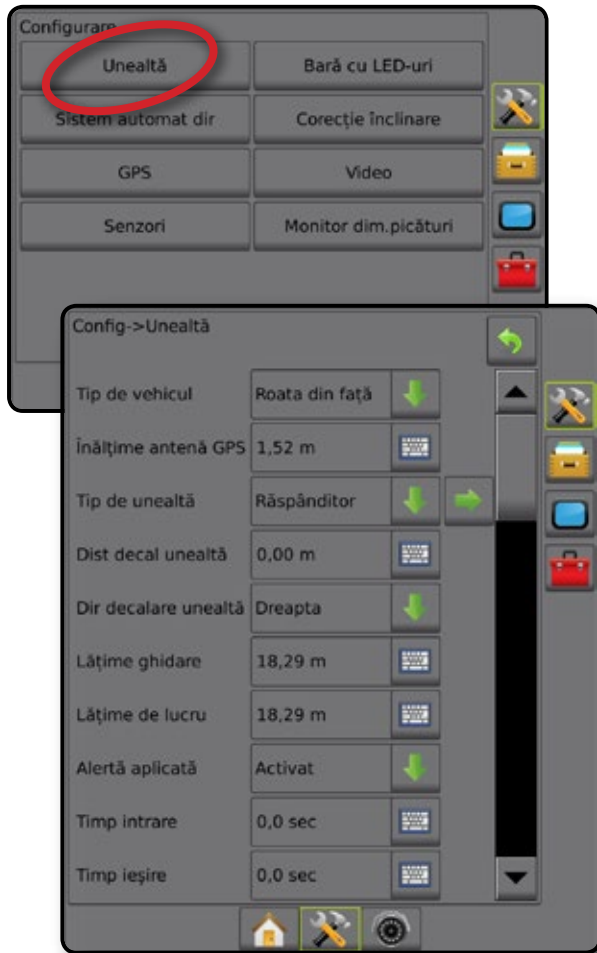 Configurare
Unealtă
Bară cu LED-uri
Sistem automat dir
Corecție înclinare
GPS
Video
Senzori
Monitor dim.picături
Config->Unealtă
Tip de vehicul Roata din față
Înălțime antenă GPS 1,52 m
Tip de unealtă Răspânditor
Dist decal unealtă 0,00 m
Dir decalare unealtă Dreapta
Lățime ghidare 18,29 m
Lățime de lucru 18,29 m
Alertă aplicată Activat
Timp intrare 0,0 sec
Timp ieșire 0,0 sec